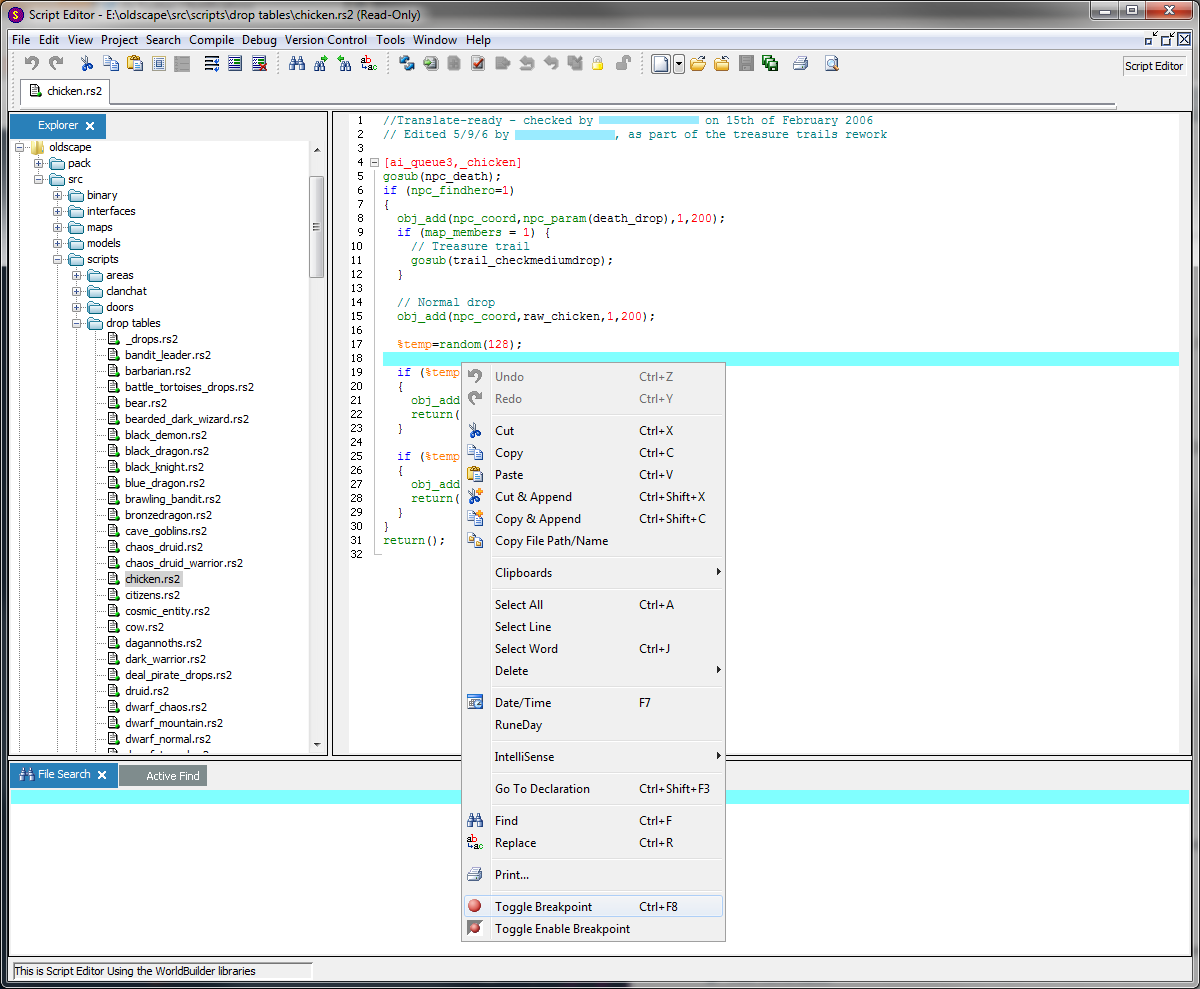 Script Editor - E:\oldscape\src\scripts\drop tables\chicken.rs2 (Read-Only)
File Edit View Project Search Compile Debug Version Control Tools Window Help
Script Editor
chicken.rs2
Explorer
oldscape
pack
src
binary
interfaces
maps
models
scripts
areas
clanchat
doors
drop tables
_drops.rs2
bandit_leader.rs2
barbarian.rs2
battle_tortoises_drops.rs2
bear.rs2
bearded_dark_wizard.rs2
black_demon.rs2
black_dragon.rs2
black_knight.rs2
blue_dragon.rs2
brawling_bandit.rs2
bronzedragon.rs2
cave_goblins.rs2
chaos_druid.rs2
chaos_druid_warrior.rs2
chicken.rs2
citizens.rs2
cosmic_entity.rs2
cow.rs2
dagannoths.rs2
dark_warrior.rs2
deal_pirate_drops.rs2
druid.rs2
dwarf_chaos.rs2
dwarf_mountain.rs2
dwarf_normal.rs2
1 //Translate-ready - checked by on 15th of February 2006
2 // Edited 5/9/6 by , as part of the treasure trails rework
3
4 [ai_queue3,_chicken]
5 gosub(npc_death);
6 if (npc_findhero=1)
7 {
8 obj_add(npc_coord,npc_param(death_drop),1,200);
9 if (map_members = 1) {
10 // Treasure trail
11 gosub(trail_checkmediumdrop);
12 }
13
14 // Normal drop
15 obj_add(npc_coord,raw_chicken,1,200);
16
17 %temp=random(128);
18
19 if (%temp
20 {
21 obj_add
22 return(
23 }
24
25 if (%temp
26 {
27 obj_add
28 return(
29 }
30 }
31 return();
32
Undo Ctrl+Z
Redo Ctrl+Y
Cut Ctrl+X
Copy Ctrl+C
Paste Ctrl+V
Cut & Append Ctrl+Shift+X
Copy & Append Ctrl+Shift+C
Copy File Path/Name
Clipboards
Select All Ctrl+A
Select Line
Select Word Ctrl+J
Delete
Date/Time F7
RuneDay
IntelliSense
Go To Declaration Ctrl+Shift+F3
Find Ctrl+F
Replace Ctrl+R
Print...
Toggle Breakpoint Ctrl+F8
Toggle Enable Breakpoint
File Search
Active Find
This is Script Editor Using the WorldBuilder libraries